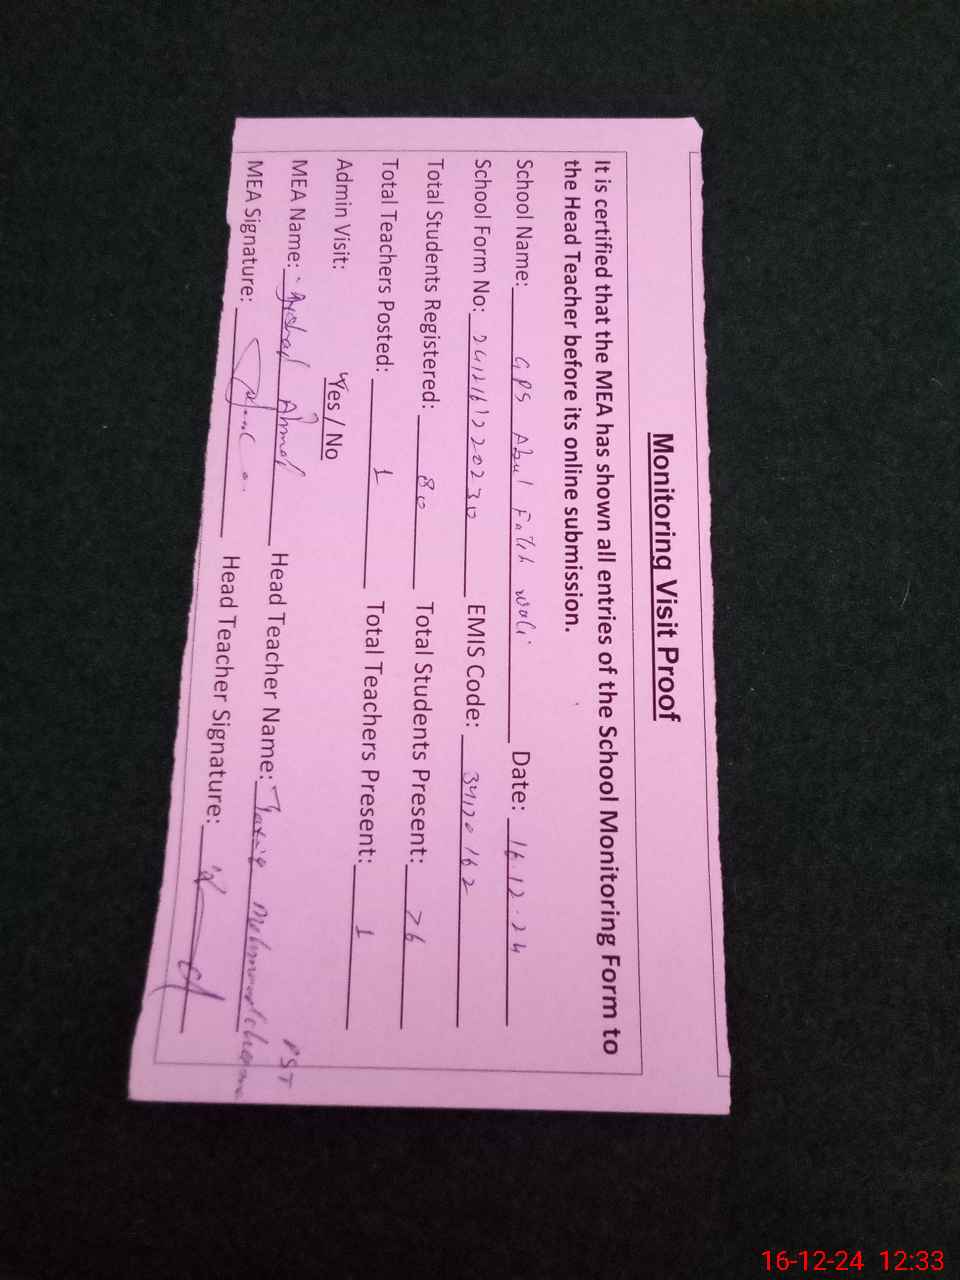 Monitoring Visit Proof
It is certified that the MEA has shown all entries of the School Monitoring Form to
the Head Teacher before its online submission.
School Name: GPS Abul Fateh wali Date: 16.12.24
School Form No: EMIS Code:
Total Students Registered: 80 Total Students Present: 76
Total Teachers Posted: 1 Total Teachers Present: 1
Admin Visit: Yes / No
PST
MEA Name: Ahmad Head Teacher Name:
MEA Signature: Head Teacher Signature:
16-12-24 12:33